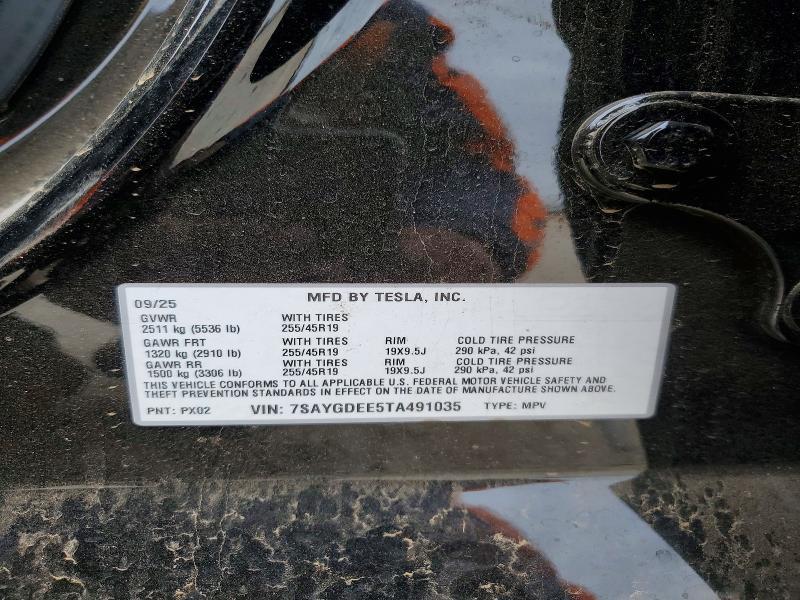 09/25 MFD BY TESLA, INC.
GVWR WITH TIRES
2511 kg (5536 lb) 255/45R19
GAWR FRT WITH TIRES RIM COLD TIRE PRESSURE
1320 kg (2910 lb) 255/45R19 19X9.5J 290 kPa, 42 psi
GAWR RR WITH TIRES RIM COLD TIRE PRESSURE
1500 kg (3306 lb) 255/45R19 19X9.5J 290 kPa, 42 psi
THIS VEHICLE CONFORMS TO ALL APPLICABLE U.S. FEDERAL MOTOR VEHICLE SAFETY AND
THEFT PREVENTION STANDARDS IN EFFECT ON THE DATE OF MANUFACTURE SHOWN ABOVE.
PNT: PX02 VIN: 7SAYGDEE5TA491035 TYPE: MPV